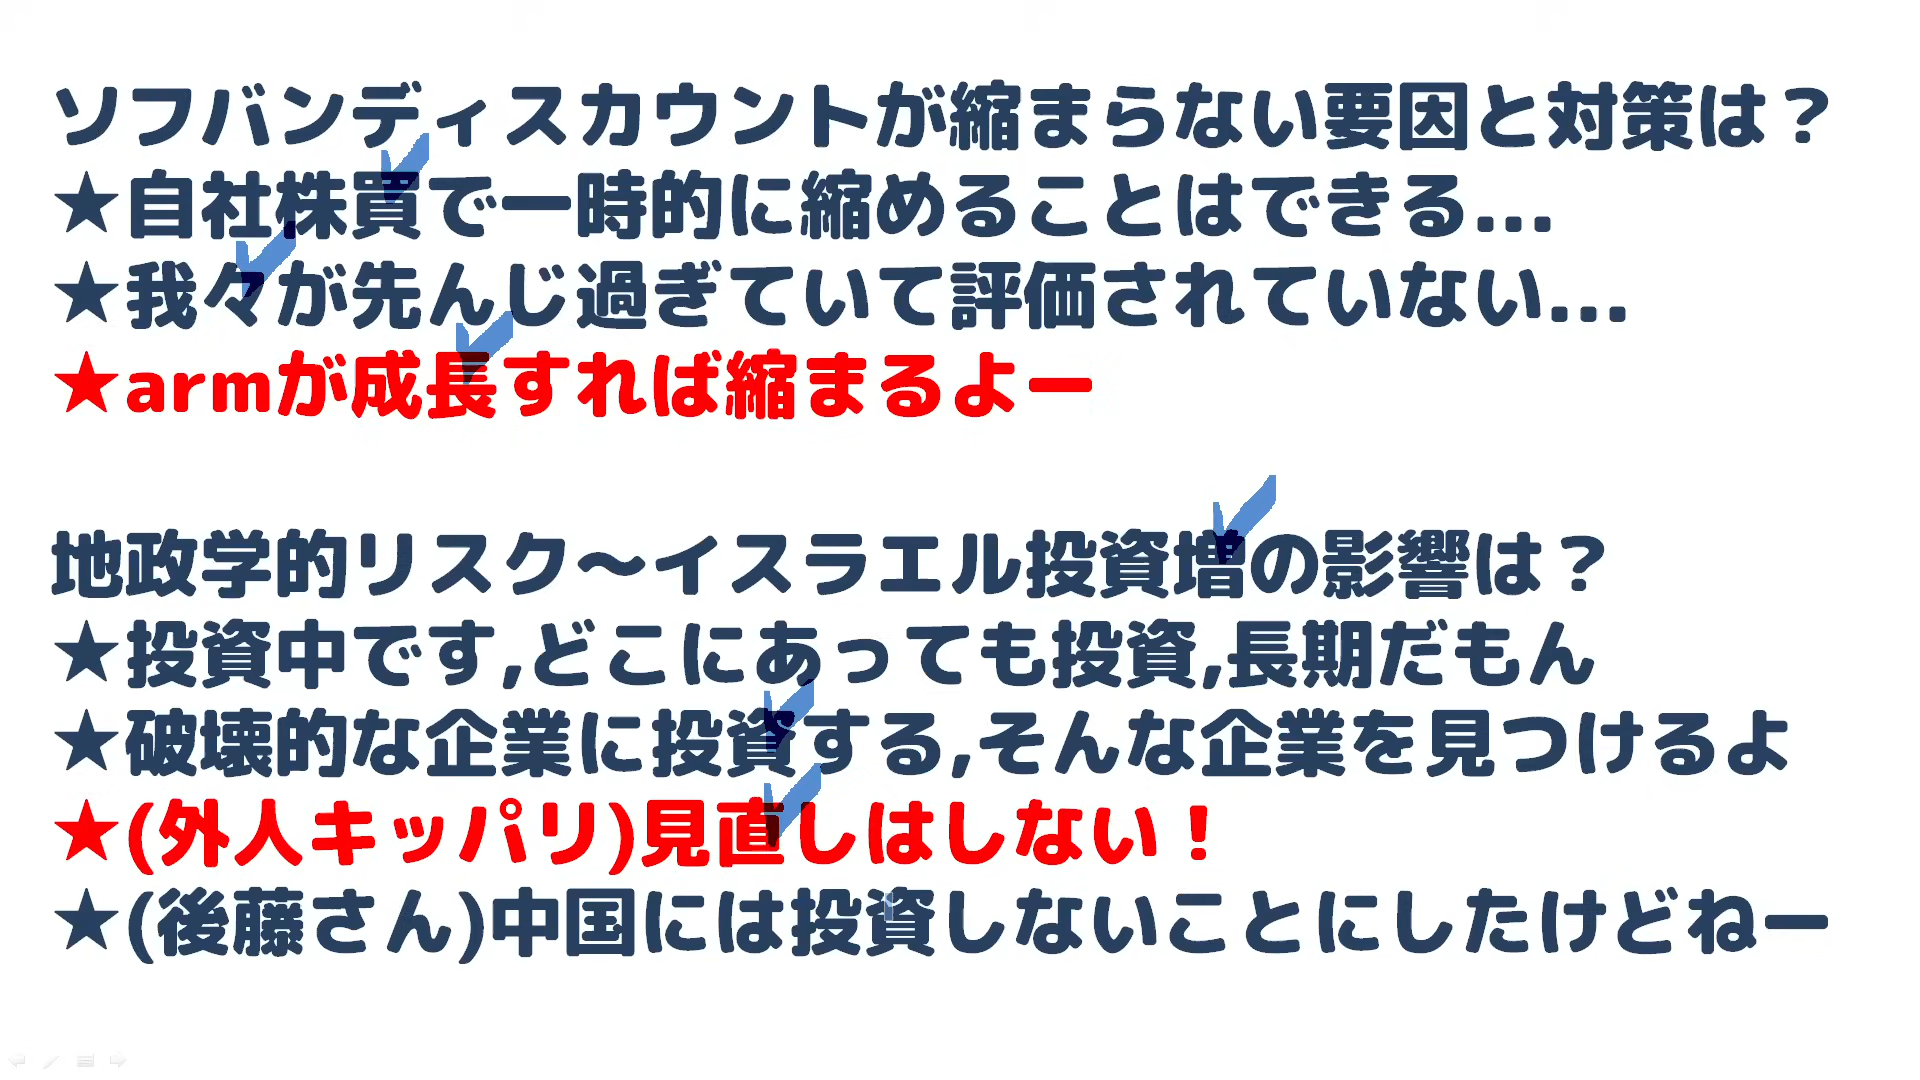 ソフバンディスカウントが縮まらない要因と対策は？
★自社株買で一時的に縮めることはできる...
★我々が先んじ過ぎていて評価されていない...
★armが成長すれば縮まるよー
地政学的リスク～イスラエル投資増の影響は？
★投資中です,どこにあっても投資,長期だもん
★破壊的な企業に投資する,そんな企業を見つけるよ
★(外人キッパリ)見直しはしない！
★(後藤さん)中国には投資しないことにしたけどねー